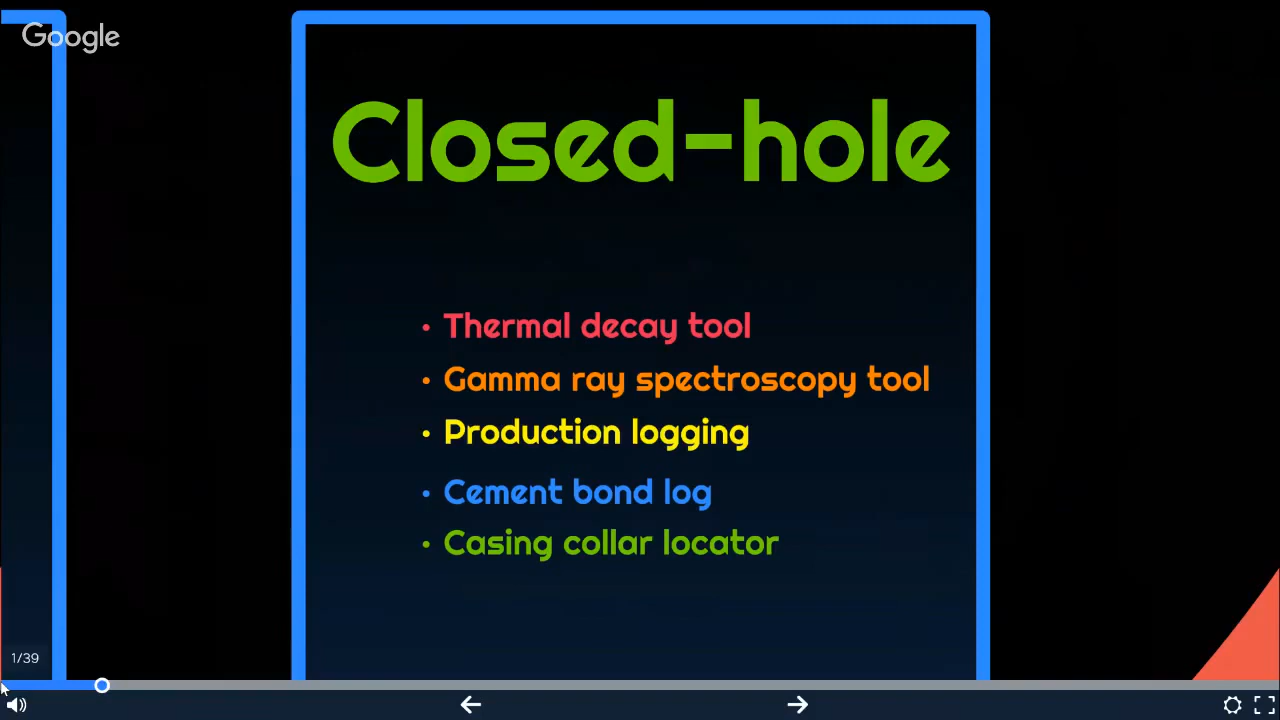 Google
Closed-hole
• Thermal decay tool
• Gamma ray spectroscopy tool
• Production logging
• Cement bond log
• Casing collar locator
1/39